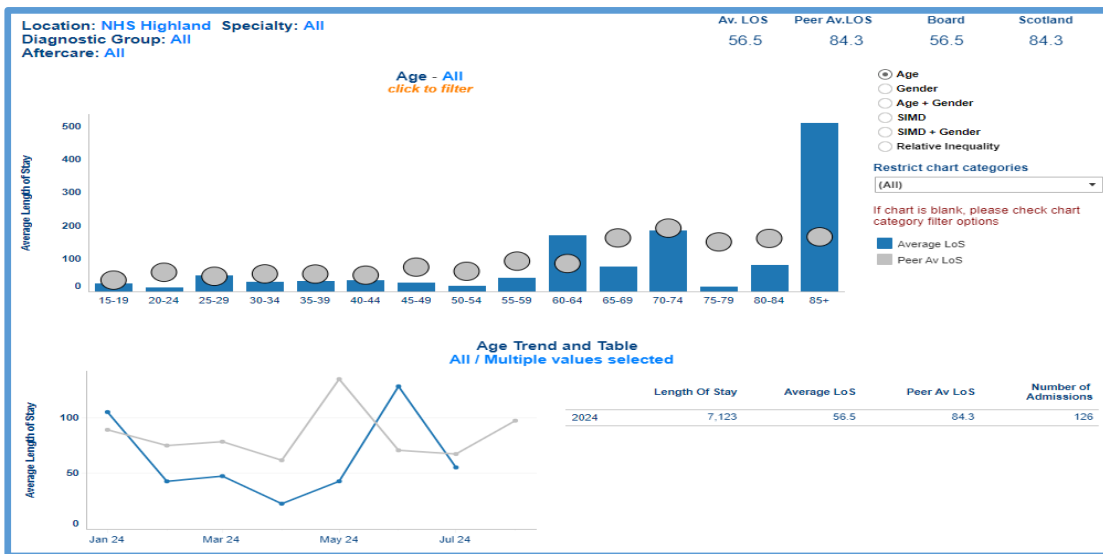 Location: NHS Highland Specialty: All
Diagnostic Group: All
Aftercare: All
Av. LOS Peer Av.LOS Board Scotland
56.5 84.3 56.5 84.3
Age - All
click to filter
Age
Gender
Age + Gender
SIMD
SIMD + Gender
Relative Inequality
Restrict chart categories
(All)
If chart is blank, please check chart
category filter options
Average LoS
Peer Av LoS
Average Length of Stay
500
400
300
200
100
0
15-19 20-24 25-29 30-34 35-39 40-44 45-49 50-54 55-59 60-64 65-69 70-74 75-79 80-84 85+
Age Trend and Table
All / Multiple values selected
Average Length of Stay
100
50
0
Jan 24 Mar 24 May 24 Jul 24
Length Of Stay Average LoS Peer Av LoS Number of
Admissions
2024 7,123 56.5 84.3 126